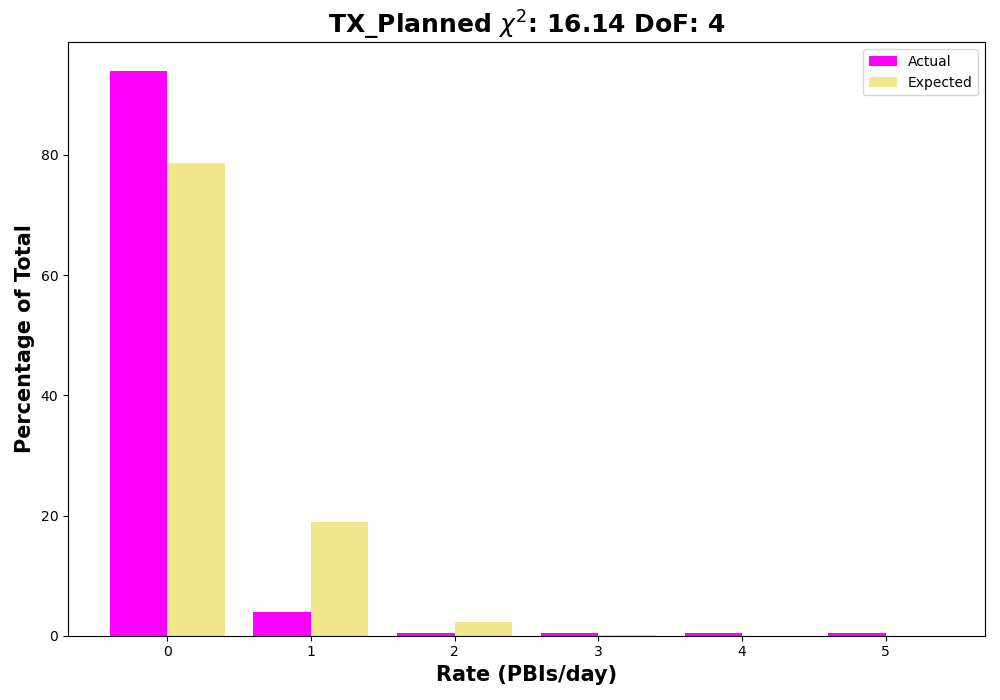 TX_Planned χ²: 16.14 DoF: 4
Actual
Expected
Percentage of Total
80
60
40
20
0
0 1 2 3 4 5
Rate (PBIs/day)